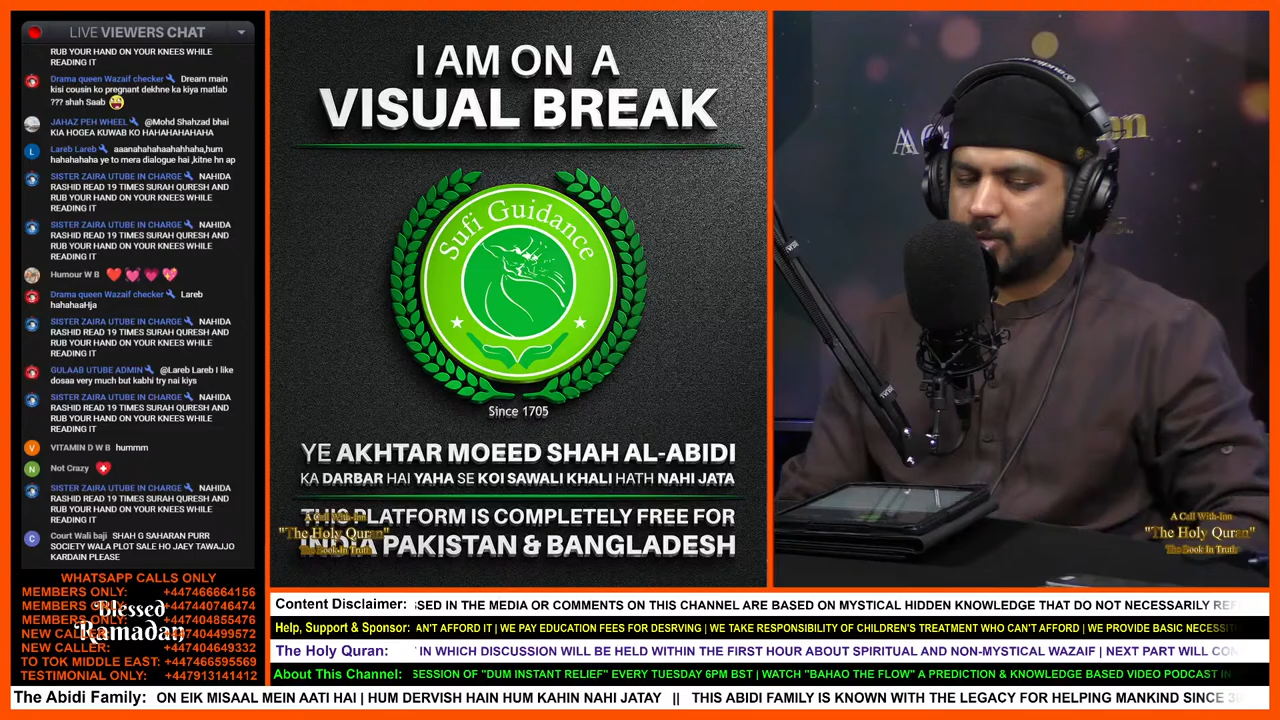 LIVE VIEWERS CHAT
RUB YOUR HAND ON YOUR KNEES WHILE
READING IT
Drama queen Wazaif checker Dream main
kisi cousin ko pregnant dekhne ka kiya matlab
??? shah Saab
JAHAZ PEH WHEEL @Mohd Shahzad bhai
KIA HOGEA KUWAB KO HAHAHAHAHAHA
Lareb Lareb aaanahahahaahahhaha,hum
hahahahaha ye to mera dialogue hai ,kitne hn ap
SISTER ZAIRA UTUBE IN CHARGE NAHIDA
RASHID READ 19 TIMES SURAH QURESH AND
RUB YOUR HAND ON YOUR KNEES WHILE
READING IT
SISTER ZAIRA UTUBE IN CHARGE NAHIDA
RASHID READ 19 TIMES SURAH QURESH AND
RUB YOUR HAND ON YOUR KNEES WHILE
READING IT
Humour W B
Drama queen Wazaif checker Lareb
hahahaaHja
SISTER ZAIRA UTUBE IN CHARGE NAHIDA
RASHID READ 19 TIMES SURAH QURESH AND
RUB YOUR HAND ON YOUR KNEES WHILE
READING IT
GULAAB UTUBE ADMIN @Lareb Lareb I like
dosaa very much but kabhi try nai kiys
SISTER ZAIRA UTUBE IN CHARGE NAHIDA
RASHID READ 19 TIMES SURAH QURESH AND
RUB YOUR HAND ON YOUR KNEES WHILE
READING IT
VITAMIN D W B hummm
Not Crazy
SISTER ZAIRA UTUBE IN CHARGE NAHIDA
RASHID READ 19 TIMES SURAH QURESH AND
RUB YOUR HAND ON YOUR KNEES WHILE
READING IT
Court Wali baji SHAH G SAHARAN PURR
SOCIETY WALA PLOT SALE HO JAEY TAWAJJO
KARDAIN PLEASE
WHATSAPP CALLS ONLY
MEMBERS ONLY: +447466664156
MEMBERS ONLY: +447440746474
MEMBERS ONLY: +447404855476
NEW CALLER: +447404499572
NEW CALLER: +447404649332
TO TOK MIDDLE EAST: +447466595569
TESTIMONIAL ONLY: +447913141412
Blessed
Ramadan
I AM ON A
VISUAL BREAK
Sufi Guidance
Since 1705
YE AKHTAR MOEED SHAH AL-ABIDI
KA DARBAR HAI YAHA SE KOI SAWALI KHALI HATH NAHI JATA
THIS PLATFORM IS COMPLETELY FREE FOR
INDIA PAKISTAN & BANGLADESH
A Call With-Inn
"The Holy Quran"
The Book In Truth
A Call With-Inn
"The Holy Quran"
The Book In Truth
Content Disclaimer: SED IN THE MEDIA OR COMMENTS ON THIS CHANNEL ARE BASED ON MYSTICAL HIDDEN KNOWLEDGE THAT DO NOT NECESSARILY REF
Help, Support & Sponsor: AN'T AFFORD IT | WE PAY EDUCATION FEES FOR DESRVING | WE TAKE RESPONSIBILITY OF CHILDREN'S TREATMENT WHO CAN'T AFFORD | WE PROVIDE BASIC NECESSIT
The Holy Quran: IN WHICH DISCUSSION WILL BE HELD WITHIN THE FIRST HOUR ABOUT SPIRITUAL AND NON-MYSTICAL WAZAIF | NEXT PART WILL CON
About This Channel: SESSION OF "DUM INSTANT RELIEF" EVERY TUESDAY 6PM BST | WATCH "BAHAO THE FLOW" A PREDICTION & KNOWLEDGE BASED VIDEO PODCAST IN
The Abidi Family: ON EIK MISAAL MEIN AATI HAI | HUM DERVISH HAIN HUM KAHIN NAHI JATAY || THIS ABIDI FAMILY IS KNOWN WITH THE LEGACY FOR HELPING MANKIND SINCE